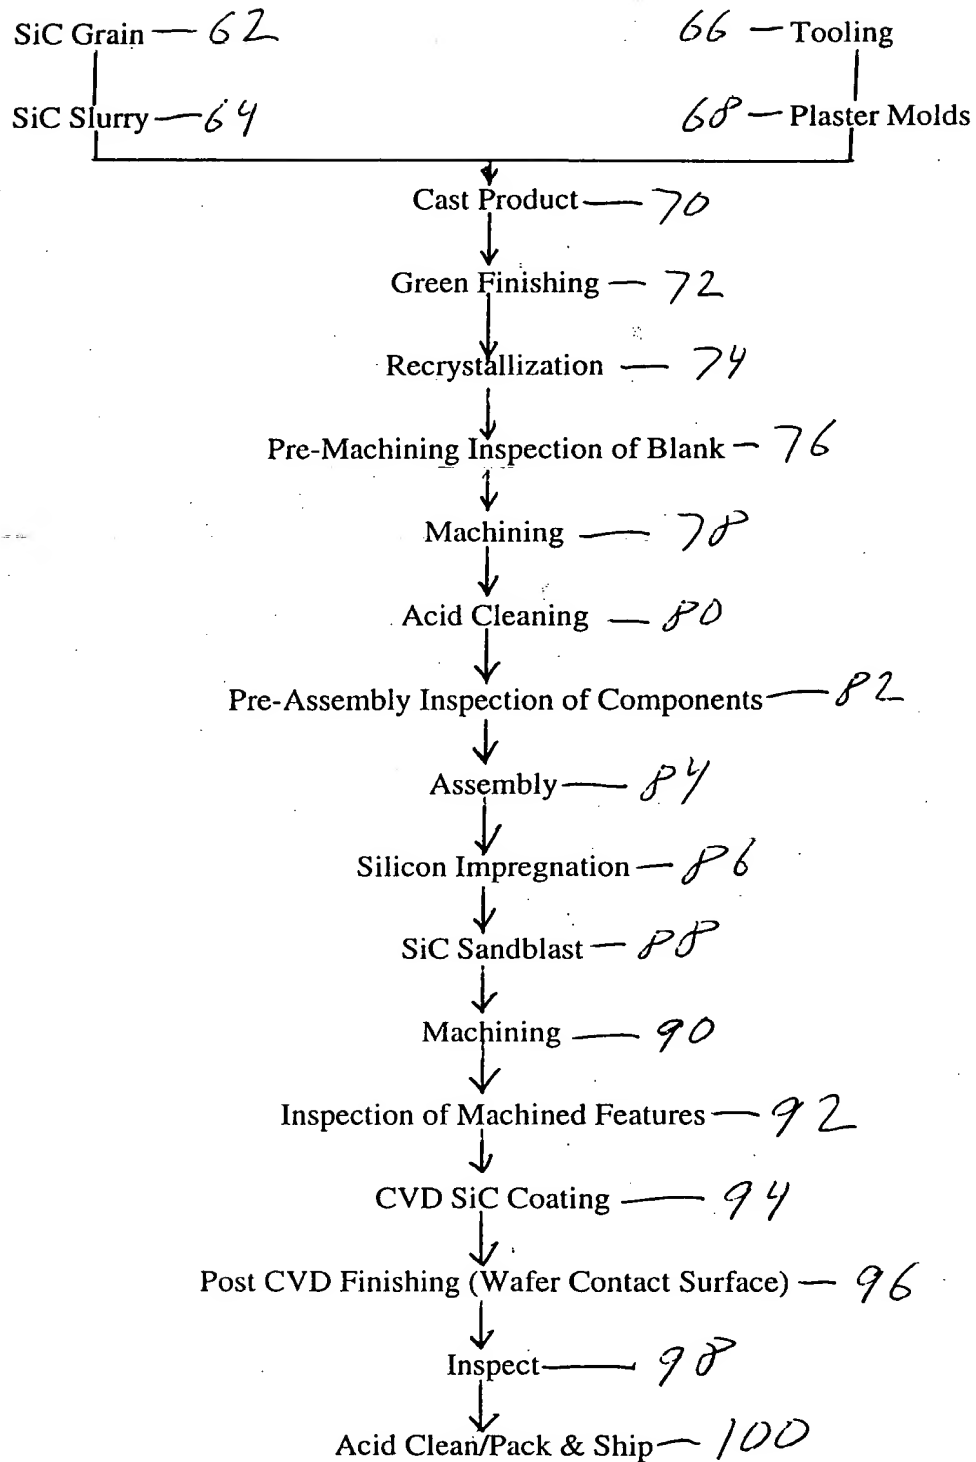 SiC Grain — 62
66 — Tooling
SiC Slurry — 64
68 — Plaster Molds
Cast Product — 70
Green Finishing — 72
Recrystallization — 74
Pre-Machining Inspection of Blank — 76
Machining — 78
Acid Cleaning — 80
Pre-Assembly Inspection of Components — 82
Assembly — 84
Silicon Impregnation — 86
SiC Sandblast — 88
Machining — 90
Inspection of Machined Features — 92
CVD SiC Coating — 94
Post CVD Finishing (Wafer Contact Surface) — 96
Inspect — 98
Acid Clean/Pack & Ship — 100